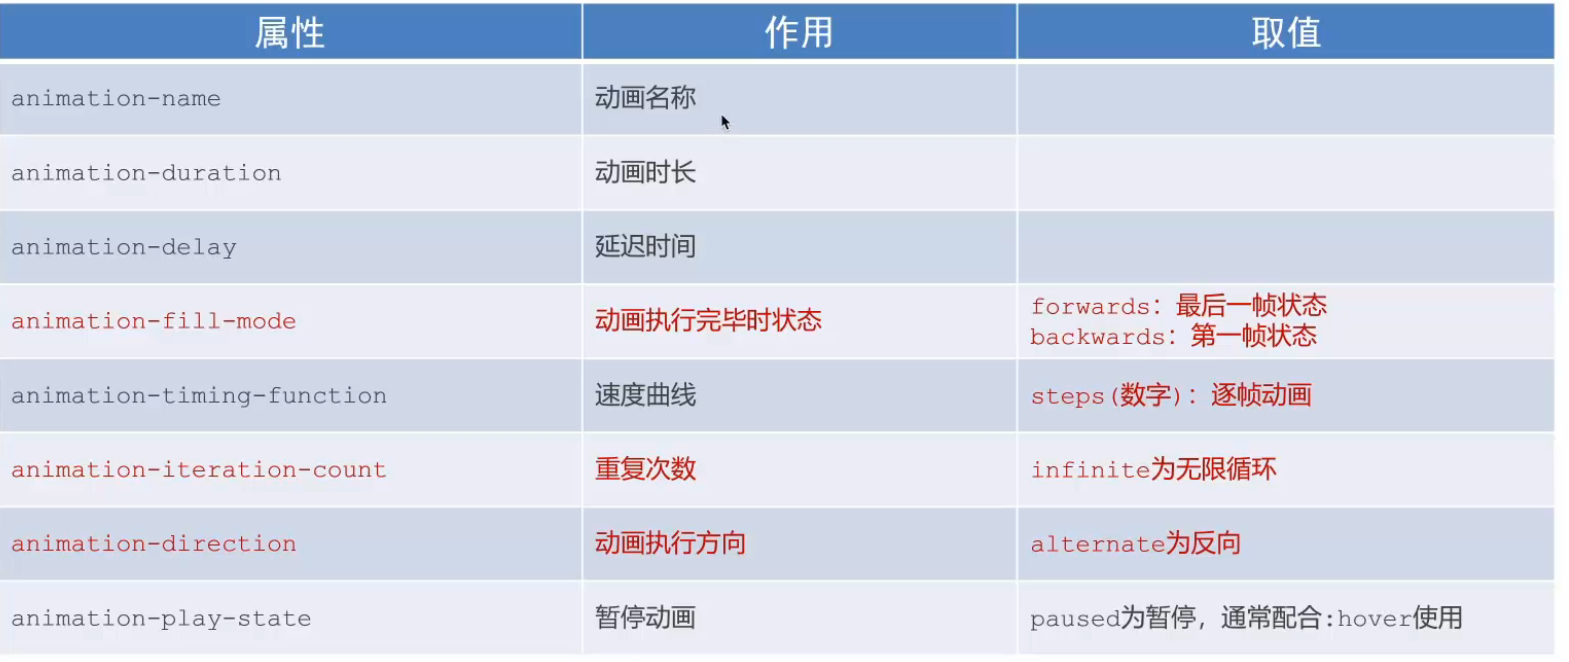 属性 作用 取值
animation-name 动画名称
animation-duration 动画时长
animation-delay 延迟时间
animation-fill-mode 动画执行完毕时状态 forwards：最后一帧状态
backwards：第一帧状态
animation-timing-function 速度曲线 steps(数字)：逐帧动画
animation-iteration-count 重复次数 infinite为无限循环
animation-direction 动画执行方向 alternate为反向
animation-play-state 暂停动画 paused为暂停，通常配合:hover使用